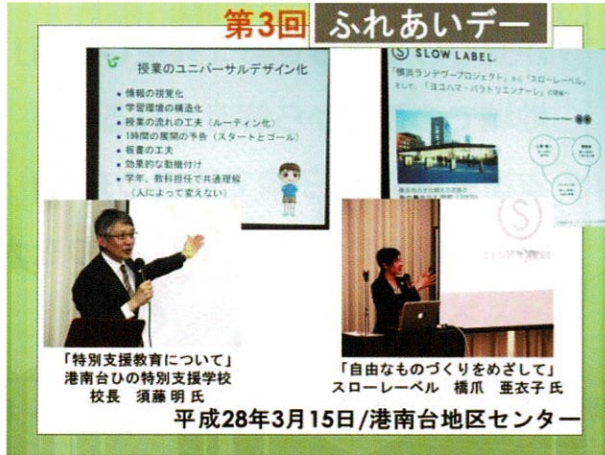 第3回 ふれあいデー
授業のユニバーサルデザイン化
• 情報の視覚化
• 学習環境の構造化
• 授業の流れの工夫（ルーティン化）
• 1時間の展開の予告（スタートとゴール）
• 板書の工夫
• 効果的な動機付け
• 学年、教科担任で共通理解
（人によって変えない）
Ⓢ SLOW LABEL.
「横浜ランデヴープロジェクト」から「スローレーベル」
そして、「ヨコハマ・パラトリエンナーレ」の開催へ
S
「特別支援教育について」
港南台ひの特別支援学校
校長 須藤 明 氏
「自由なものづくりをめざして」
スローレーベル 橋爪 亜衣子 氏
平成28年3月15日/港南台地区センター